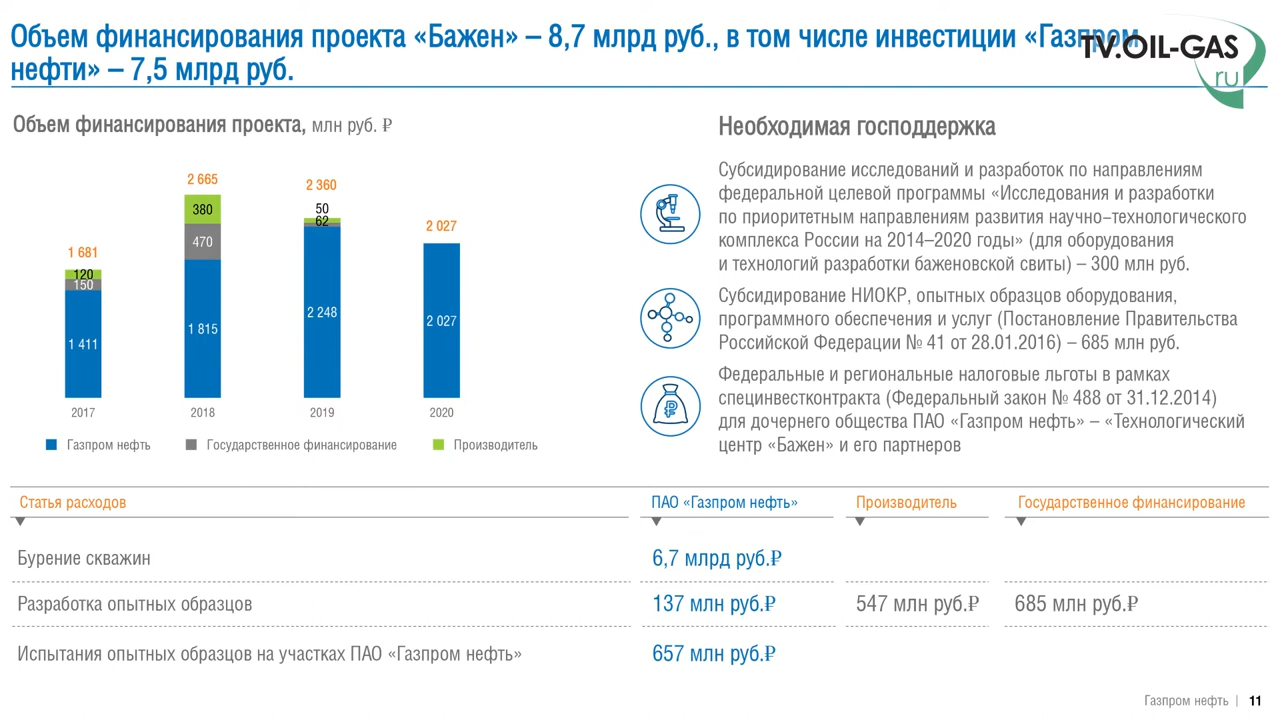 Объем финансирования проекта «Бажен» – 8,7 млрд руб., в том числе инвестиции «Газпром
нефти» – 7,5 млрд руб.
TV.OIL-GAS
ru
Объем финансирования проекта, млн руб. ₽
2 665
2 360
2 027
1 681
380
50
62
470
120
150
1 411
1 815
2 248
2 027
2017
2018
2019
2020
Газпром нефть
Государственное финансирование
Производитель
Необходимая господдержка
Субсидирование исследований и разработок по направлениям
федеральной целевой программы «Исследования и разработки
по приоритетным направлениям развития научно–технологического
комплекса России на 2014–2020 годы» (для оборудования
и технологий разработки баженовской свиты) – 300 млн руб.
Субсидирование НИОКР, опытных образцов оборудования,
программного обеспечения и услуг (Постановление Правительства
Российской Федерации № 41 от 28.01.2016) – 685 млн руб.
₽
Федеральные и региональные налоговые льготы в рамках
специнвестконтракта (Федеральный закон № 488 от 31.12.2014)
для дочернего общества ПАО «Газпром нефть» – «Технологический
центр «Бажен» и его партнеров
Статья расходов
ПАО «Газпром нефть»
Производитель
Государственное финансирование
Бурение скважин
6,7 млрд руб.₽
Разработка опытных образцов
137 млн руб.₽
547 млн руб.₽
685 млн руб.₽
Испытания опытных образцов на участках ПАО «Газпром нефть»
657 млн руб.₽
Газпром нефть | 11